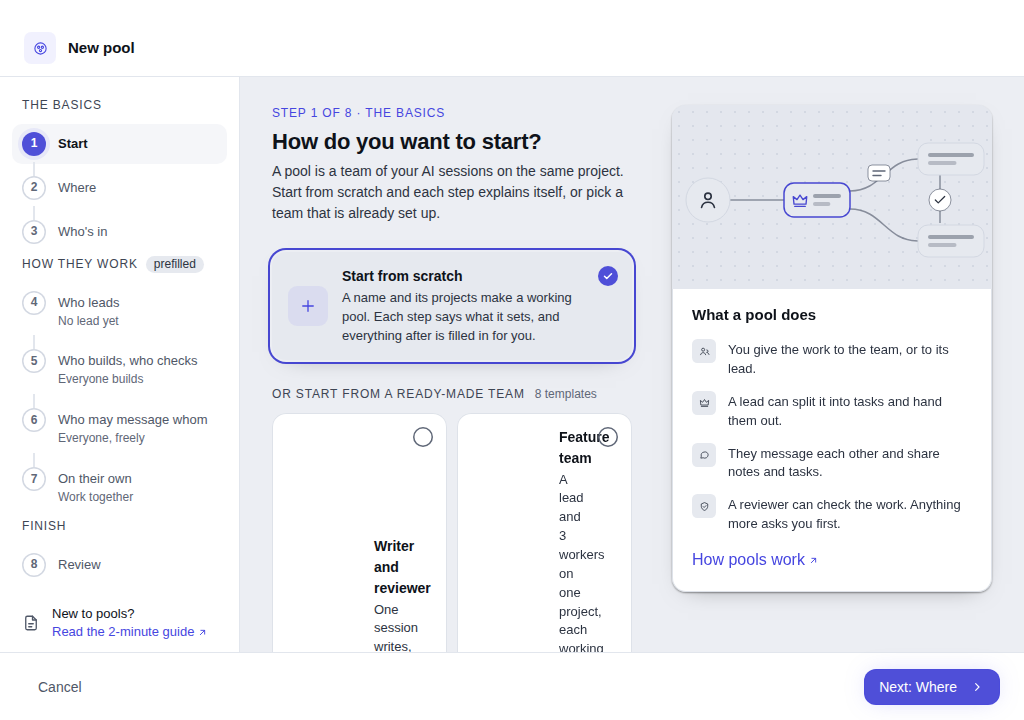 New pool
THE BASICS
1 Start
2 Where
3 Who's in
HOW THEY WORK prefilled
4 Who leads
No lead yet
5 Who builds, who checks
Everyone builds
6 Who may message whom
Everyone, freely
7 On their own
Work together
FINISH
8 Review
New to pools?
Read the 2-minute guide
STEP 1 OF 8 · THE BASICS
How do you want to start?
A pool is a team of your AI sessions on the same project.
Start from scratch and each step explains itself, or pick a
team that is already set up.
Start from scratch
A name and its projects make a working
pool. Each step says what it sets, and
everything after is filled in for you.
OR START FROM A READY-MADE TEAM 8 templates
Writer
and
reviewer
One
session
writes,
Feature
team
A
lead
and
3
workers
on
one
project,
each
working
What a pool does
You give the work to the team, or to its
lead.
A lead can split it into tasks and hand
them out.
They message each other and share
notes and tasks.
A reviewer can check the work. Anything
more asks you first.
How pools work
Cancel
Next: Where